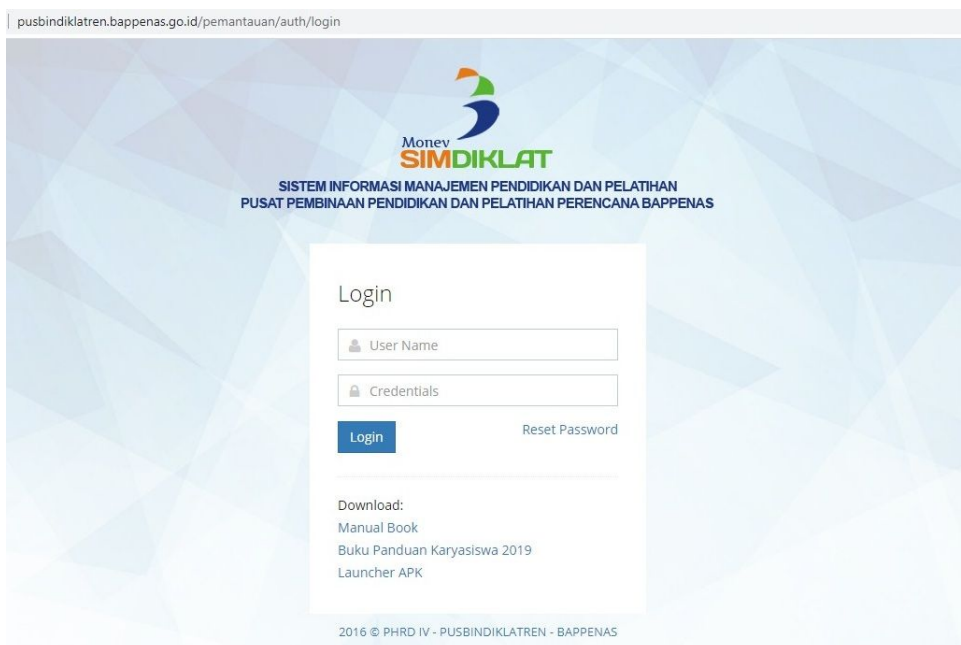 pusbindiklatren.bappenas.go.id/pemantauan/auth/login
Monev
SIMDIKLAT
SISTEM INFORMASI MANAJEMEN PENDIDIKAN DAN PELATIHAN
PUSAT PEMBINAAN PENDIDIKAN DAN PELATIHAN PERENCANA BAPPENAS
Login
User Name
Credentials
Login
Reset Password
Download:
Manual Book
Buku Panduan Karyasiswa 2019
Launcher APK
2016 © PHRD IV - PUSBINDIKLATREN - BAPPENAS